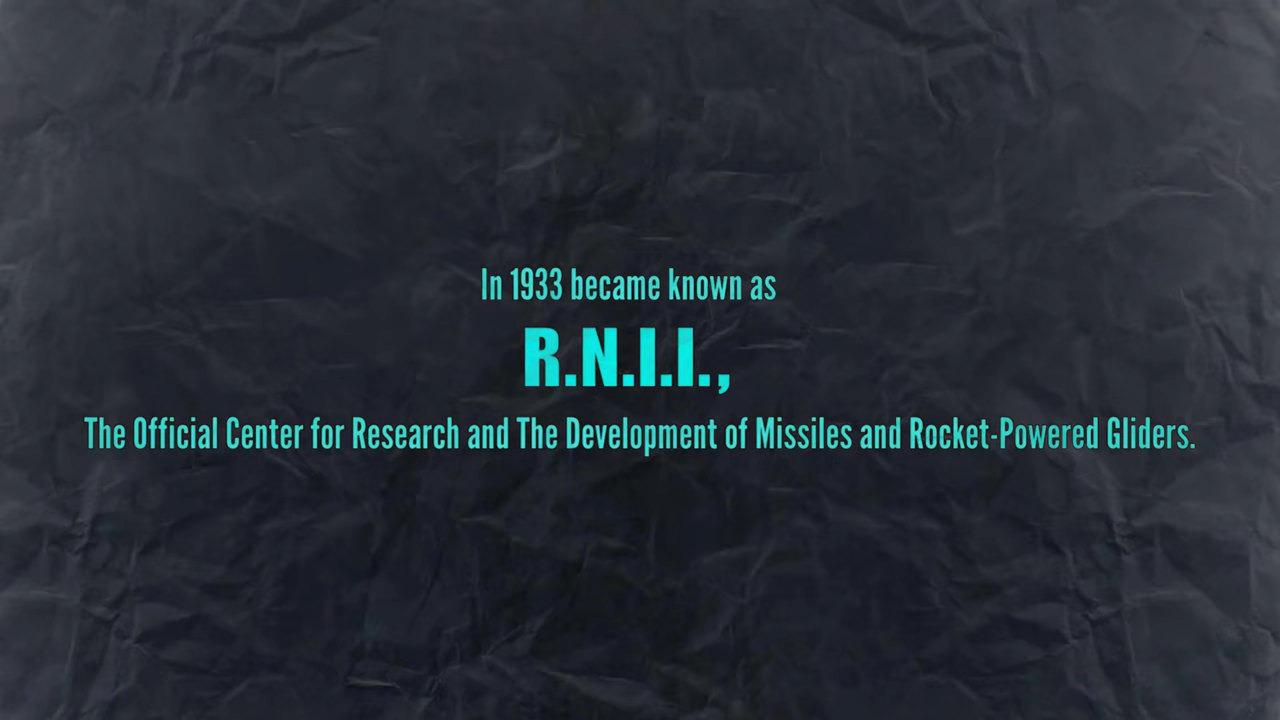 In 1933 became known as
R.N.I.I.,
The Official Center for Research and The Development of Missiles and Rocket-Powered Gliders.